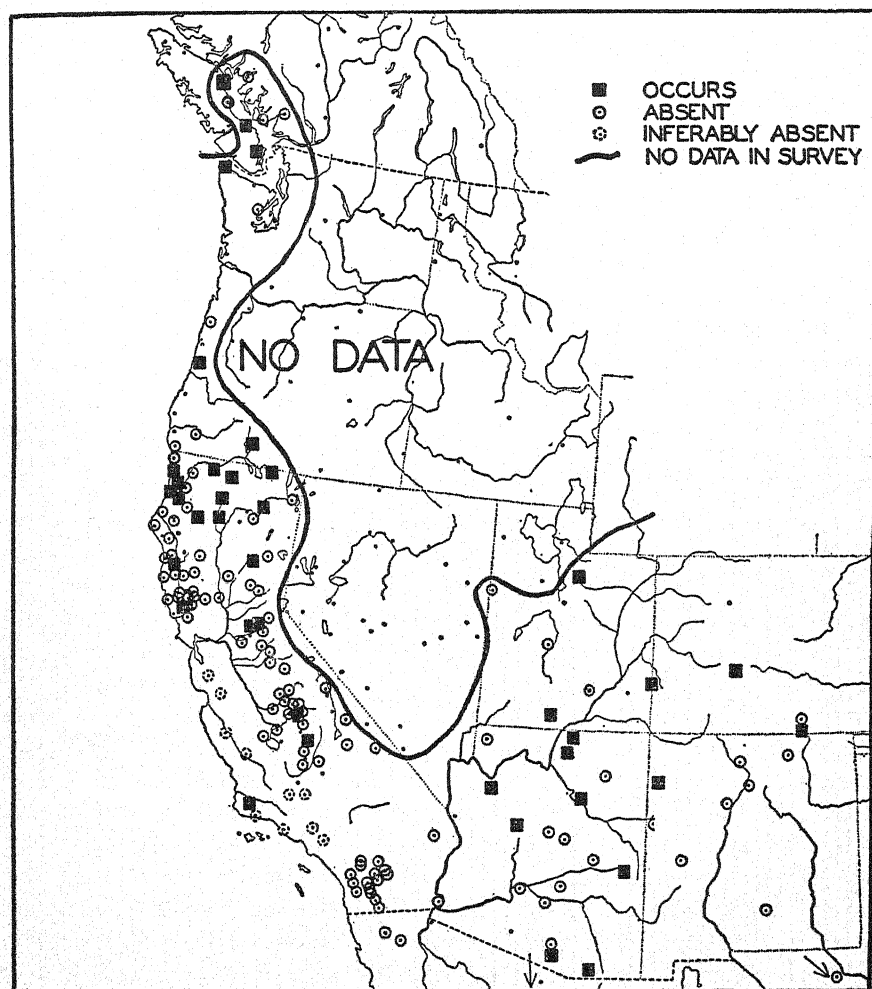 OCCURS
ABSENT
INFERABLY ABSENT
NO DATA IN SURVEY
NO DATA